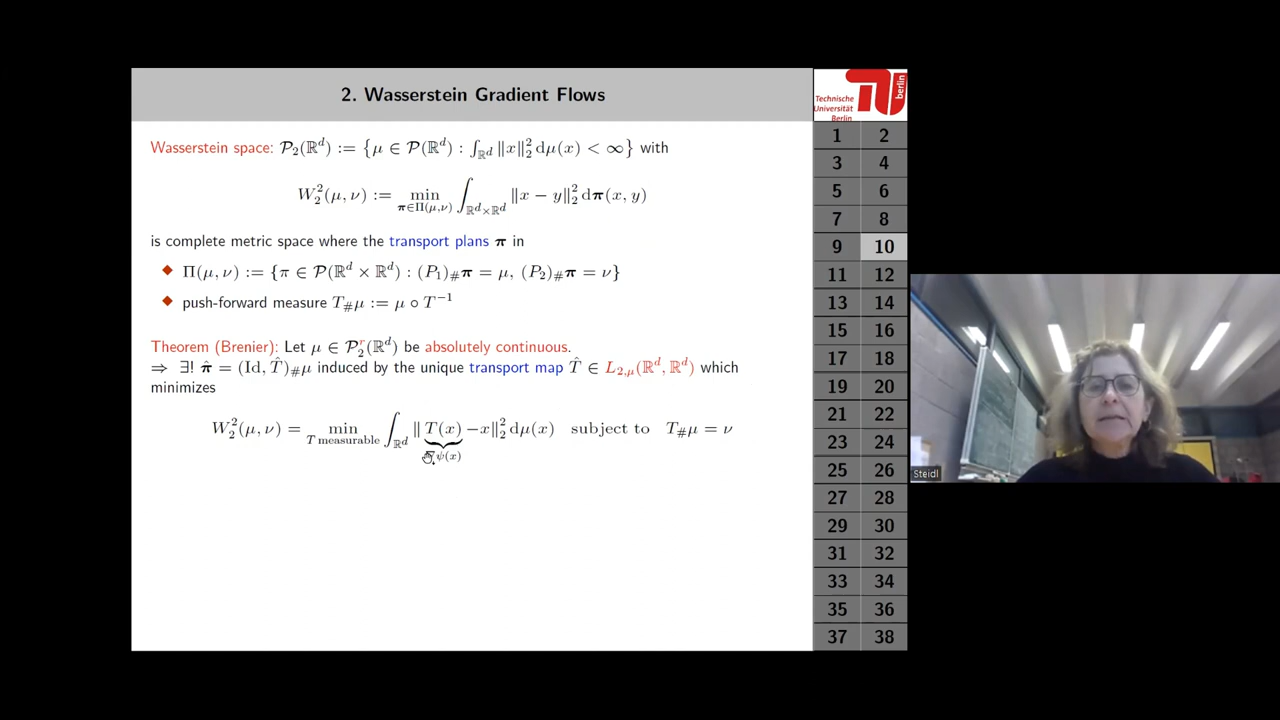 2. Wasserstein Gradient Flows
Wasserstein space: 𝒫₂(ℝᵈ) := {μ ∈ 𝒫(ℝᵈ) : ∫_ℝᵈ ‖x‖₂² dμ(x) < ∞} with
W₂²(μ, ν) := min_{π∈Π(μ,ν)} ∫_{ℝᵈ×ℝᵈ} ‖x − y‖₂² dπ(x, y)
is complete metric space where the transport plans π in
◆ Π(μ, ν) := {π ∈ 𝒫(ℝᵈ × ℝᵈ) : (P₁)_#π = μ, (P₂)_#π = ν}
◆ push-forward measure T_#μ := μ ∘ T⁻¹
Theorem (Brenier): Let μ ∈ 𝒫₂ʳ(ℝᵈ) be absolutely continuous.
⇒ ∃! π̂ = (Id, T̂)_#μ induced by the unique transport map T̂ ∈ L_{2,μ}(ℝᵈ, ℝᵈ) which
minimizes
W₂²(μ, ν) = min_{T measurable} ∫_ℝᵈ ‖ T(x) −x‖₂² dμ(x) subject to T_#μ = ν
ψ(x)
Technische
Universität
Berlin
berlin
1 2
3 4
5 6
7 8
9 10
11 12
13 14
15 16
17 18
19 20
21 22
23 24
25 26
27 28
29 30
31 32
33 34
35 36
37 38
Steidl